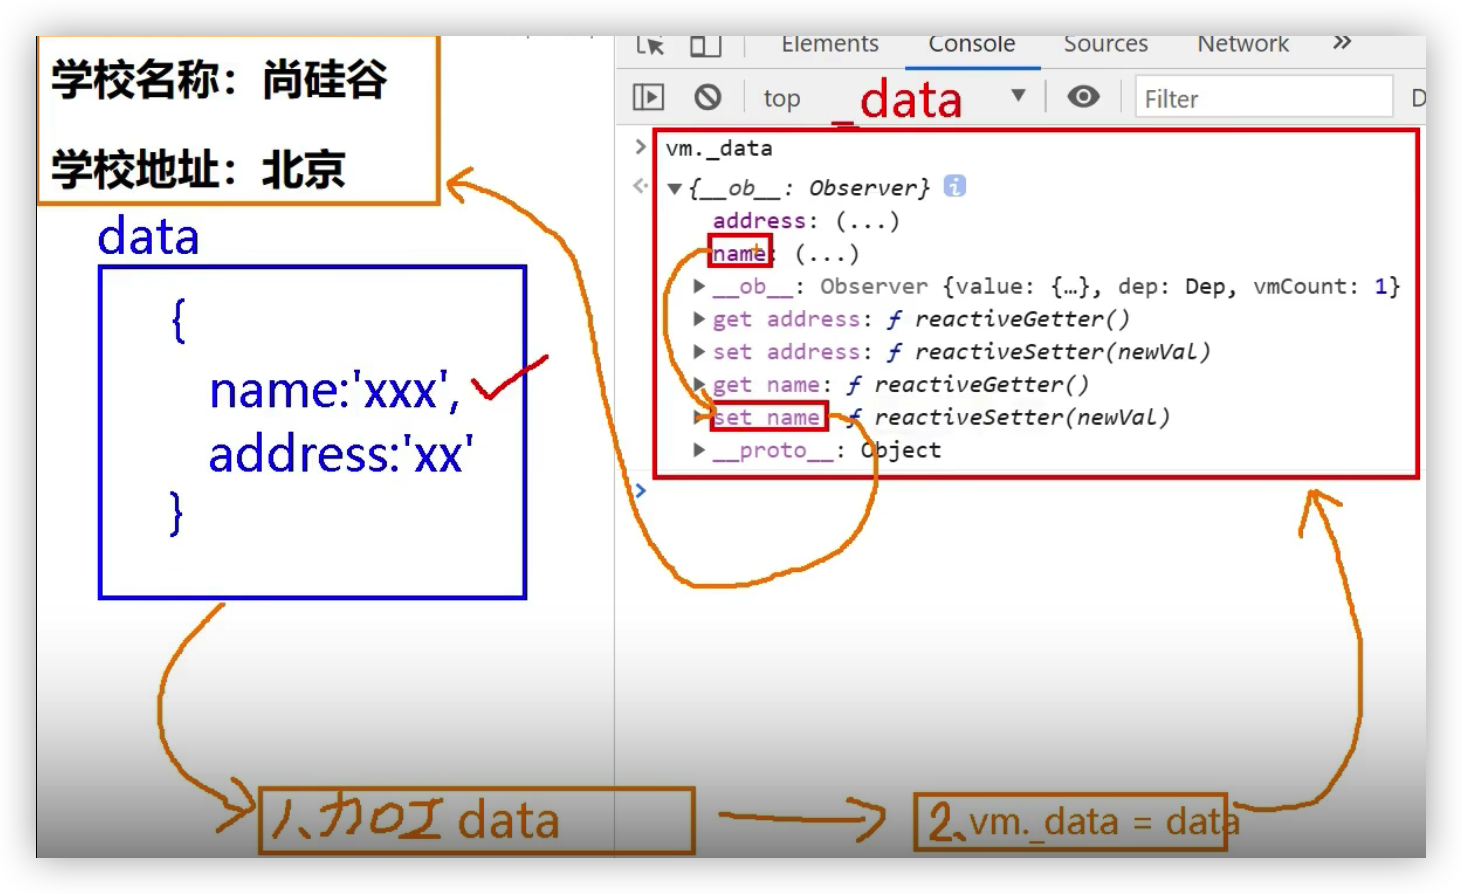 学校名称：尚硅谷
学校地址：北京
data
{
name:'xxx',
address:'xx'
}
Elements Console Sources Network »
top _data Filter D
vm._data
{__ob__: Observer}
address: (...)
name: (...)
__ob__: Observer {value: {…}, dep: Dep, vmCount: 1}
get address: ƒ reactiveGetter()
set address: ƒ reactiveSetter(newVal)
get name: ƒ reactiveGetter()
set name ƒ reactiveSetter(newVal)
__proto__: Object
1、加工 data
2、vm._data = data